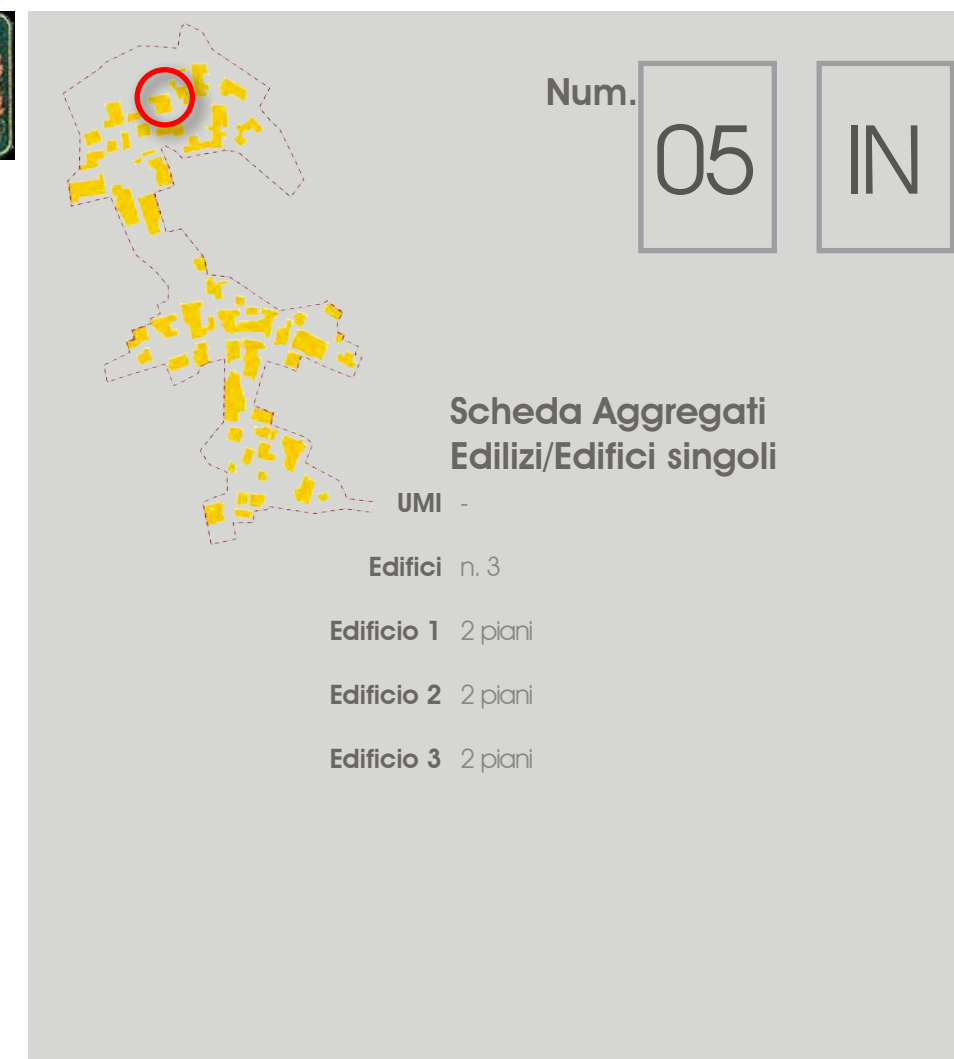 Num.
05 IN
Scheda Aggregati
Edilizi/Edifici singoli
UMI -
Edifici n. 3
Edificio 1 2 piani
Edificio 2 2 piani
Edificio 3 2 piani